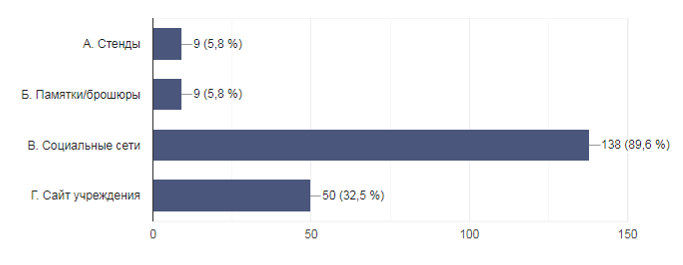 А. Стенды 9 (5,8 %)
Б. Памятки/брошюры 9 (5,8 %)
В. Социальные сети 138 (89,6 %)
Г. Сайт учреждения 50 (32,5 %)
0 50 100 150